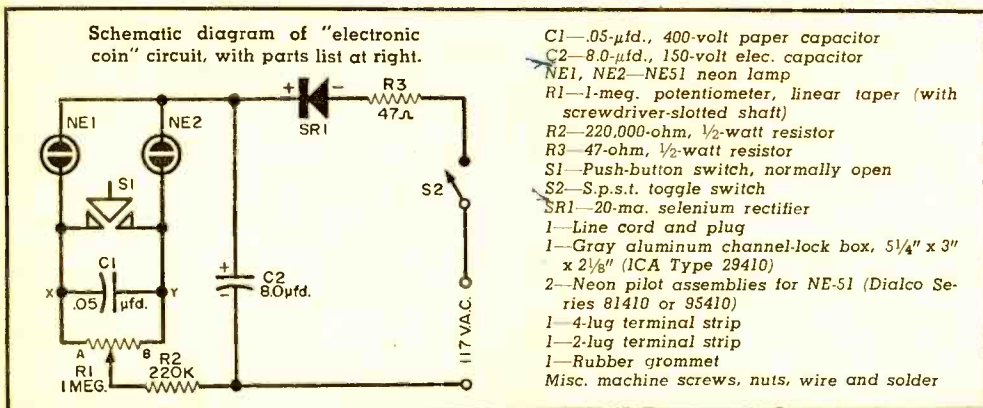 Schematic diagram of "electronic
coin" circuit, with parts list at right.
NE1
NE2
S1
C1
.05
μfd.
X
Y
A
B
R1
1 MEG.
R2
220K
+
-
SR1
R3
47Ω
S2
+
-
C2
8.0μfd.
117 V.A.C.
C1—.05-μfd., 400-volt paper capacitor
C2—8.0-μfd., 150-volt elec. capacitor
NE1, NE2—NE51 neon lamp
R1—1-meg. potentiometer, linear taper (with
screwdriver-slotted shaft)
R2—220,000-ohm, ½-watt resistor
R3—47-ohm, ½-watt resistor
S1—Push-button switch, normally open
S2—S.p.s.t. toggle switch
SR1—20-ma. selenium rectifier
1—Line cord and plug
1—Gray aluminum channel-lock box, 5¼" x 3"
x 2⅛" (ICA Type 29410)
2—Neon pilot assemblies for NE-51 (Dialco Se-
ries 81410 or 95410)
1—4-lug terminal strip
1—2-lug terminal strip
1—Rubber grommet
Misc. machine screws, nuts, wire and solder